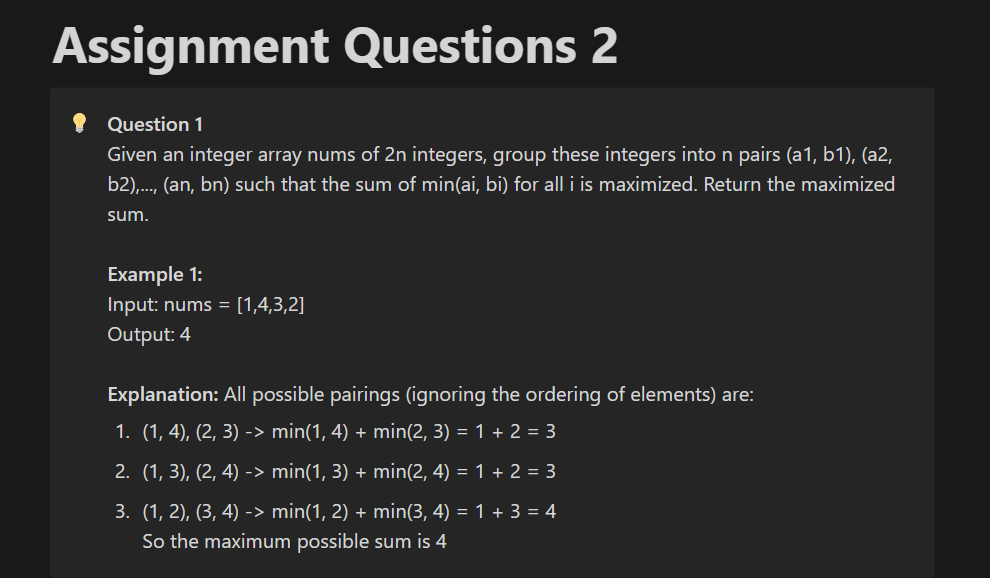 Assignment Questions 2
Question 1
Given an integer array nums of 2n integers, group these integers into n pairs (a1, b1), (a2,
b2),..., (an, bn) such that the sum of min(ai, bi) for all i is maximized. Return the maximized
sum.
Example 1:
Input: nums = [1,4,3,2]
Output: 4
Explanation: All possible pairings (ignoring the ordering of elements) are:
1. (1, 4), (2, 3) -> min(1, 4) + min(2, 3) = 1 + 2 = 3
2. (1, 3), (2, 4) -> min(1, 3) + min(2, 4) = 1 + 2 = 3
3. (1, 2), (3, 4) -> min(1, 2) + min(3, 4) = 1 + 3 = 4
So the maximum possible sum is 4